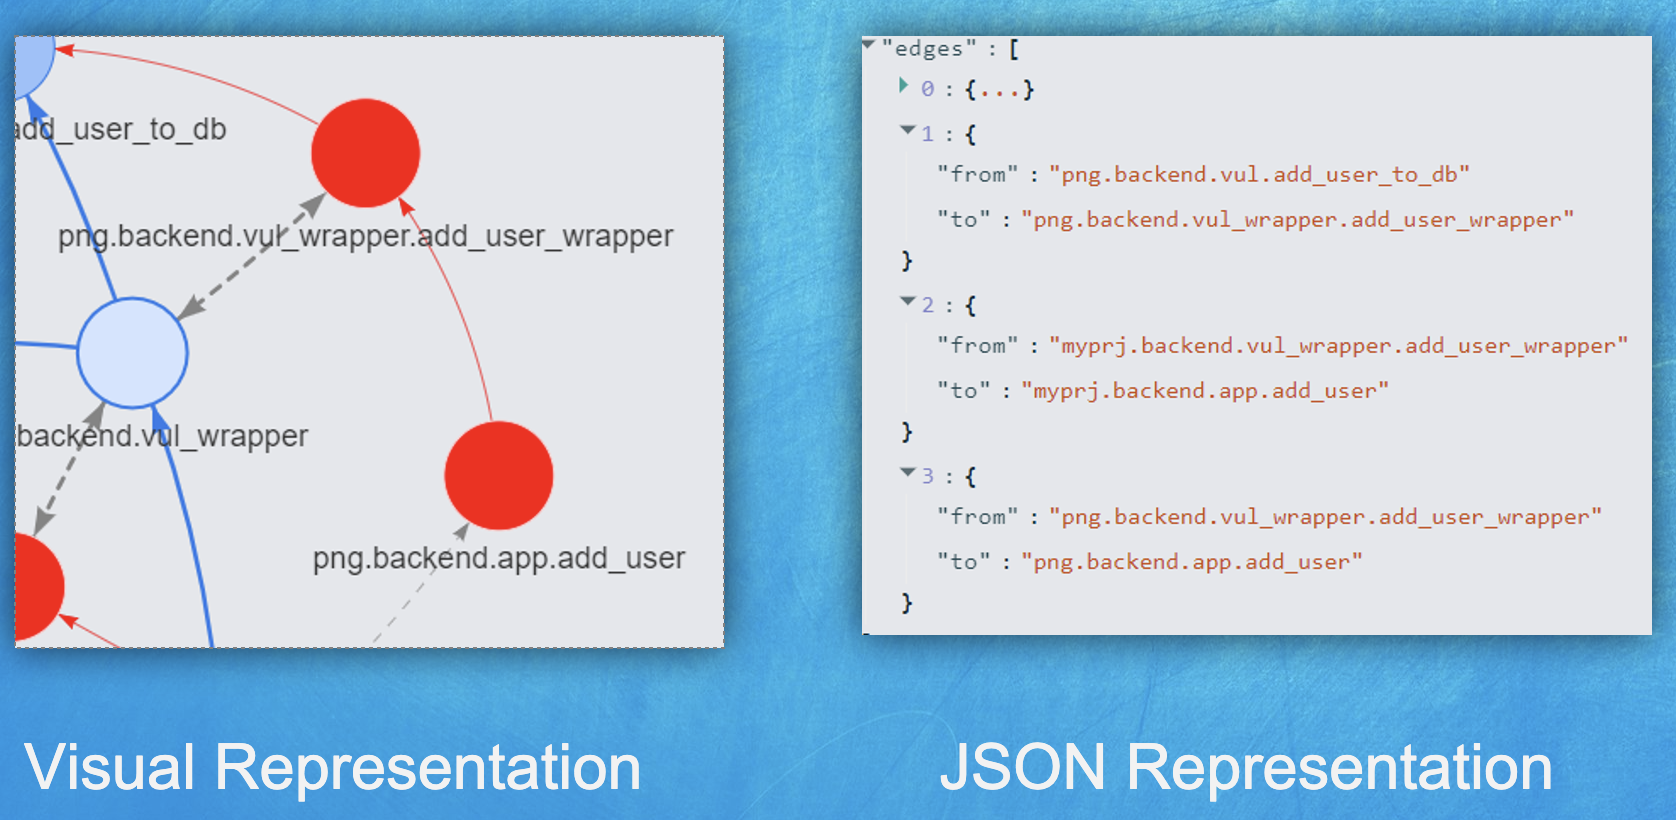 add_user_to_db
png.backend.vul_wrapper.add_user_wrapper
backend.vul_wrapper
png.backend.app.add_user
"edges" : [
0 : {...}
1 : {
"from" : "png.backend.vul.add_user_to_db"
"to" : "png.backend.vul_wrapper.add_user_wrapper"
}
2 : {
"from" : "myprj.backend.vul_wrapper.add_user_wrapper"
"to" : "myprj.backend.app.add_user"
}
3 : {
"from" : "png.backend.vul_wrapper.add_user_wrapper"
"to" : "png.backend.app.add_user"
}
Visual Representation
JSON Representation